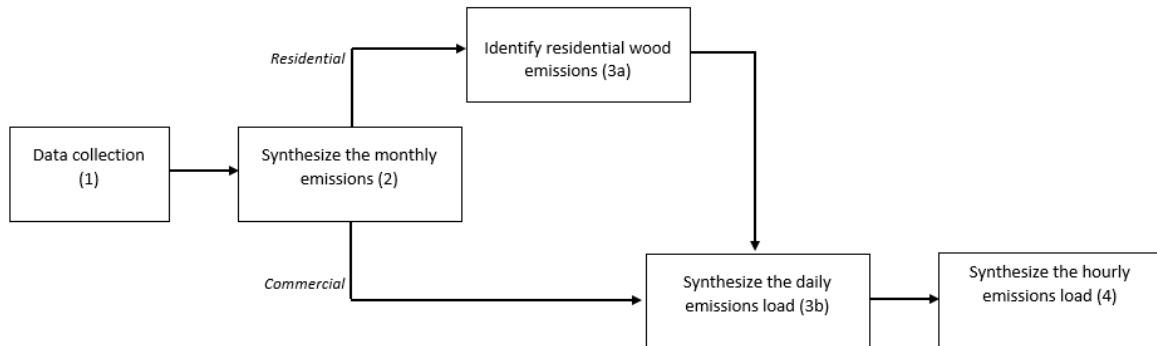 Residential
Identify residential wood
emissions (3a)
Data collection
(1)
Synthesize the monthly
emissions (2)
Commercial
Synthesize the daily
emissions load (3b)
Synthesize the hourly
emissions load (4)